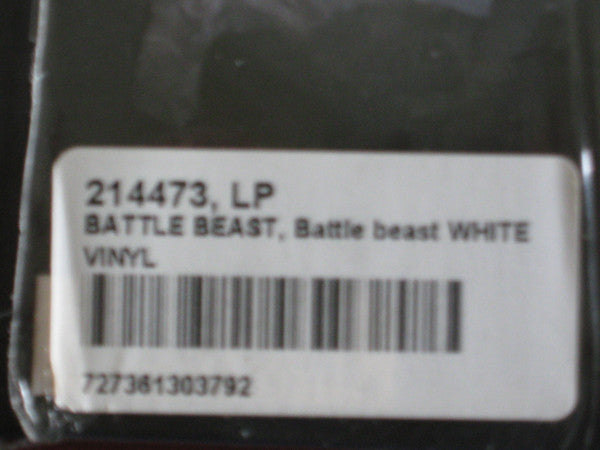 214473, LP
BATTLE BEAST, Battle beast WHITE
VINYL
727361303792